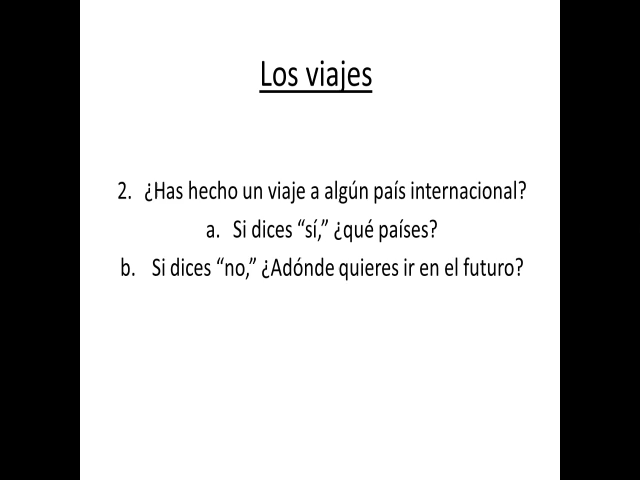 Los viajes
2. ¿Has hecho un viaje a algún país internacional?
a. Si dices “sí,” ¿qué países?
b. Si dices “no,” ¿Adónde quieres ir en el futuro?